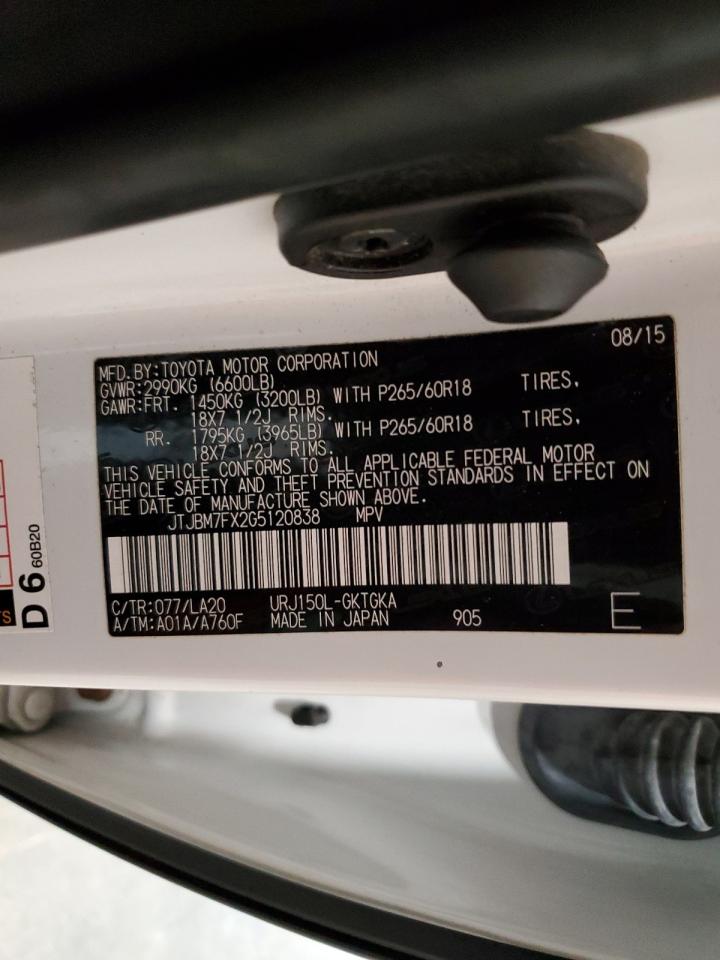 08/15
MFD.BY:TOYOTA MOTOR CORPORATION
GVWR:2990KG (6600LB)
GAWR:FRT. 1450KG (3200LB) WITH P265/60R18 TIRES,
18X7 1/2J RIMS.
RR. 1795KG (3965LB) WITH P265/60R18 TIRES,
18X7 1/2J RIMS.
THIS VEHICLE CONFORMS TO ALL APPLICABLE FEDERAL MOTOR
VEHICLE SAFETY AND THEFT PREVENTION STANDARDS IN EFFECT ON
THE DATE OF MANUFACTURE SHOWN ABOVE.
JTJBM7FX2G5120838 MPV
C/TR:077/LA20 URJ150L-GKTGKA
A/TM:A01A/A760F MADE IN JAPAN 905 E
D 6 60B20